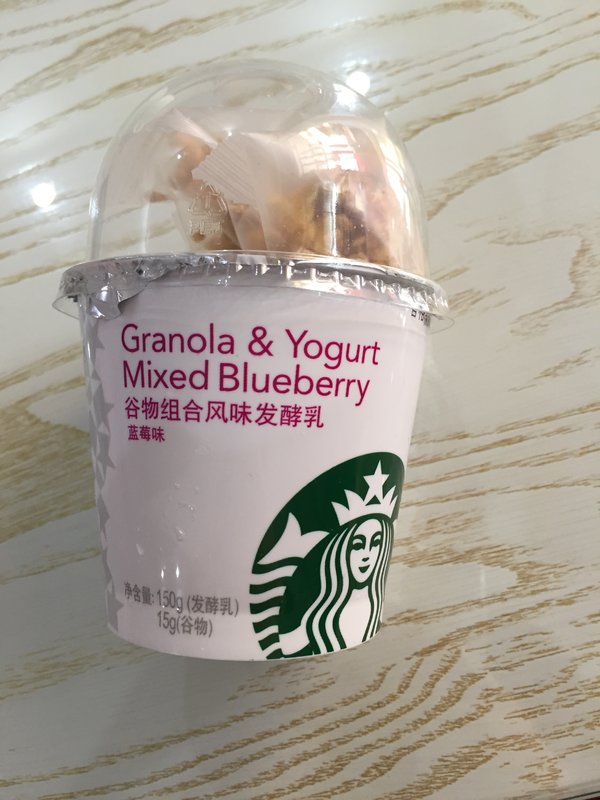 Granola & Yogurt
Mixed Blueberry
谷物组合风味发酵乳
蓝莓味
净含量: 150g (发酵乳)
15g(谷物)